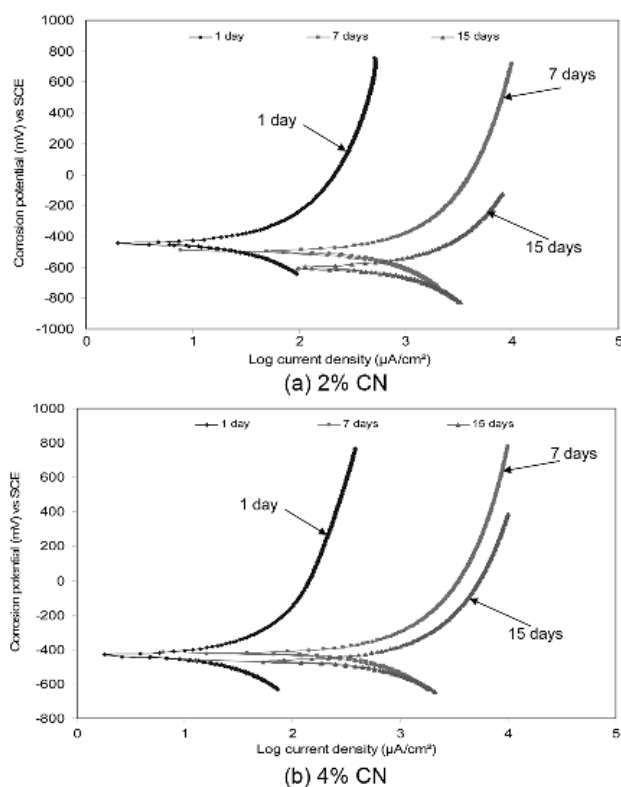 1 day 7 days 15 days
1000
800
600
400
200
0
-200
-400
-600
-800
-1000
Corrosion potential (mV) vs SCE
7 days
1 day
15 days
0 1 2 3 4 5
Log current density (µA/cm²)
(a) 2% CN
1 day 7 days 15 days
1000
800
600
400
200
0
-200
-400
-600
-800
Corrosion potential (mV) vs SCE
7 days
1 day
15 days
0 1 2 3 4 5
Log current density (µA/cm²)
(b) 4% CN